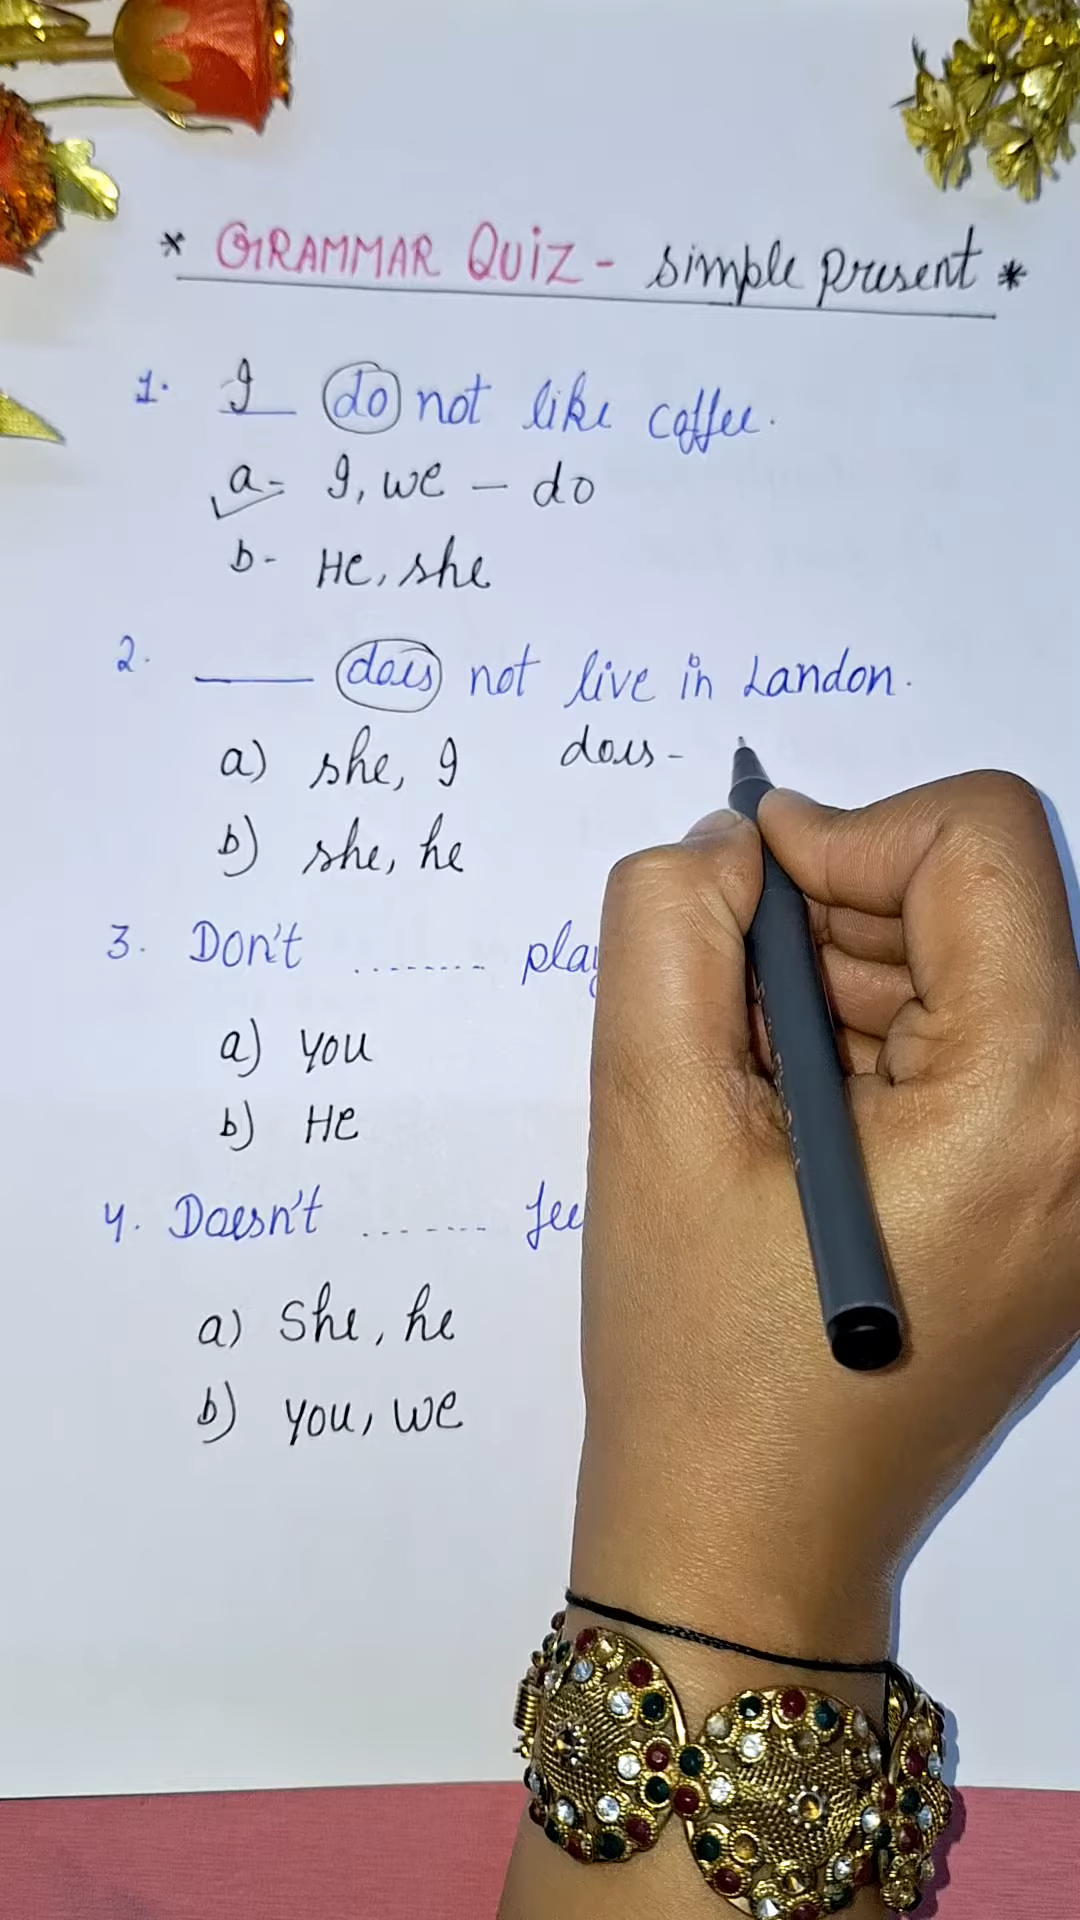 * GRAMMAR QUIZ - simple present *
1. I do not like coffee.
a- I, we - do
b- He, she
2. ____ does not live in Landon.
a) she, I does -
b) she, he
3. Don't ........ play
a) you
b) He
4. Doesn't ...... fee
a) She, he
b) you, we